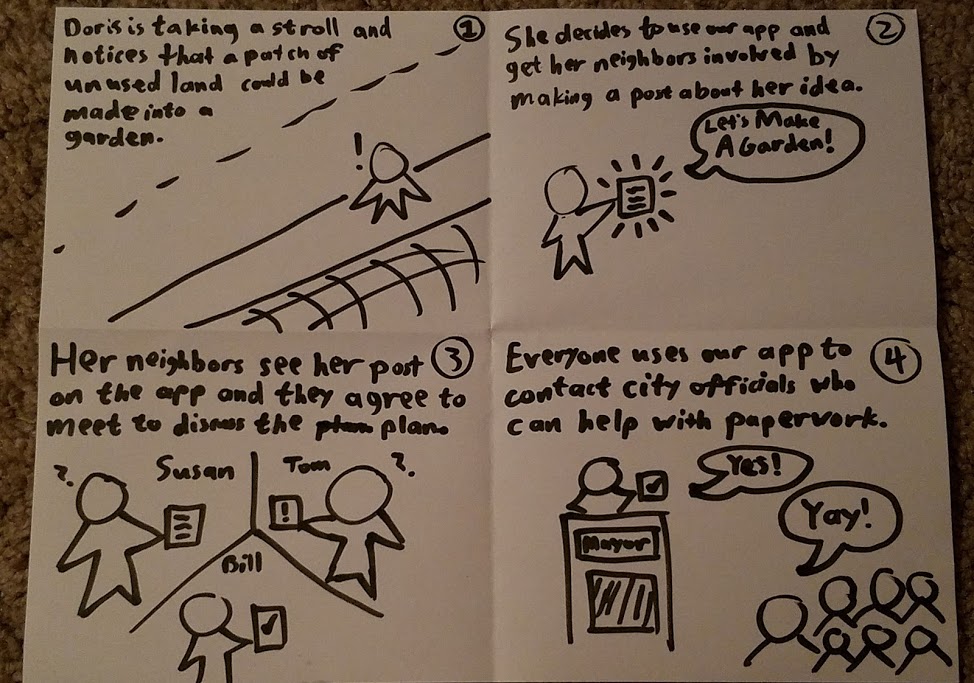 Doris is taking a stroll and
notices that a patch of
unused land could be
made into a
garden.
1
!
She decides to use our app and
get her neighbors involved by
making a post about her idea.
2
Let's Make
A Garden!
Her neighbors see her post
on the app and they agree to
meet to discuss the plan plan.
3
?
Susan
Tom
?
!
Bill
Everyone uses our app to
contact city officials who
can help with paperwork.
4
Yes!
Mayor
Yay!